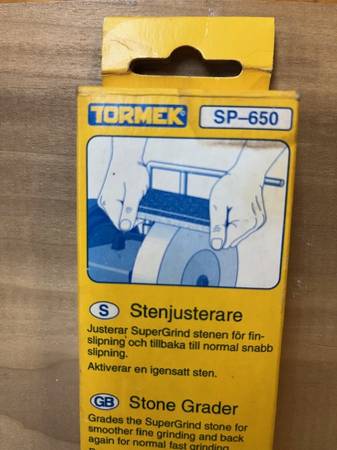 TORMEK
SP–650
S Stenjusterare
Justerar SuperGrind stenen för fin-
slipning och tillbaka till normal snabb
slipning.
Aktiverar en igensatt sten.
GB Stone Grader
Grades the SuperGrind stone for
smoother fine grinding and back
again for normal fast grinding